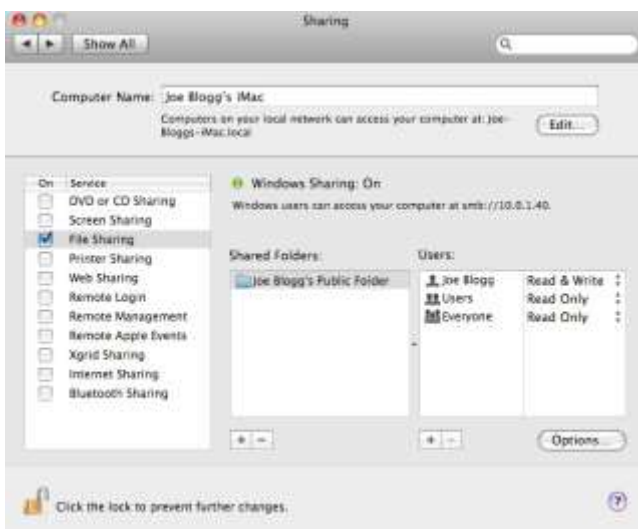 Sharing
Show All
Computer Name: Joe Blogg's iMac
Computers on your local network can access your computer at: Joe-
Bloggs-iMac.local
Edit...
On Service
DVD or CD Sharing
Screen Sharing
File Sharing
Printer Sharing
Web Sharing
Remote Login
Remote Management
Remote Apple Events
Xgrid Sharing
Internet Sharing
Bluetooth Sharing
Windows Sharing: On
Windows users can access your computer at smb://10.0.1.40.
Shared Folders:
Joe Blogg's Public Folder
Users:
Joe Blogg Read & Write
Users Read Only
Everyone Read Only
+ -
+ -
Options...
Click the lock to prevent further changes.
?